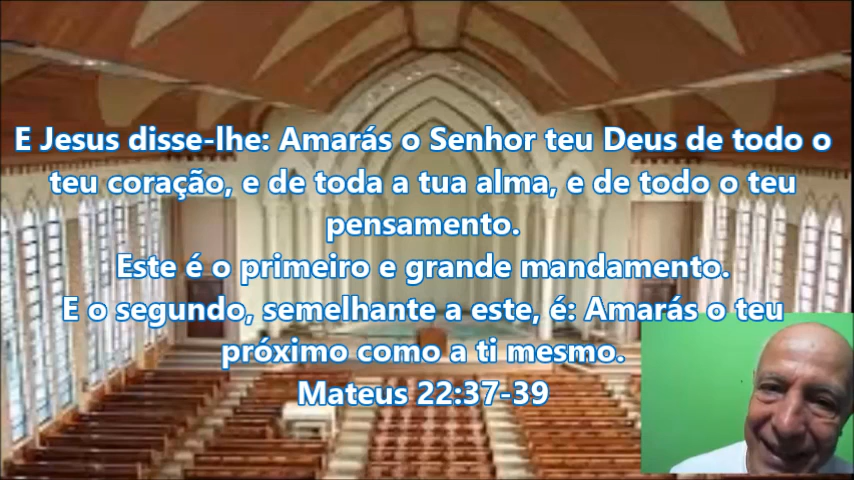 E Jesus disse-lhe: Amarás o Senhor teu Deus de todo o
teu coração, e de toda a tua alma, e de todo o teu
pensamento.
Este é o primeiro e grande mandamento.
E o segundo, semelhante a este, é: Amarás o teu
próximo como a ti mesmo.
Mateus 22:37-39